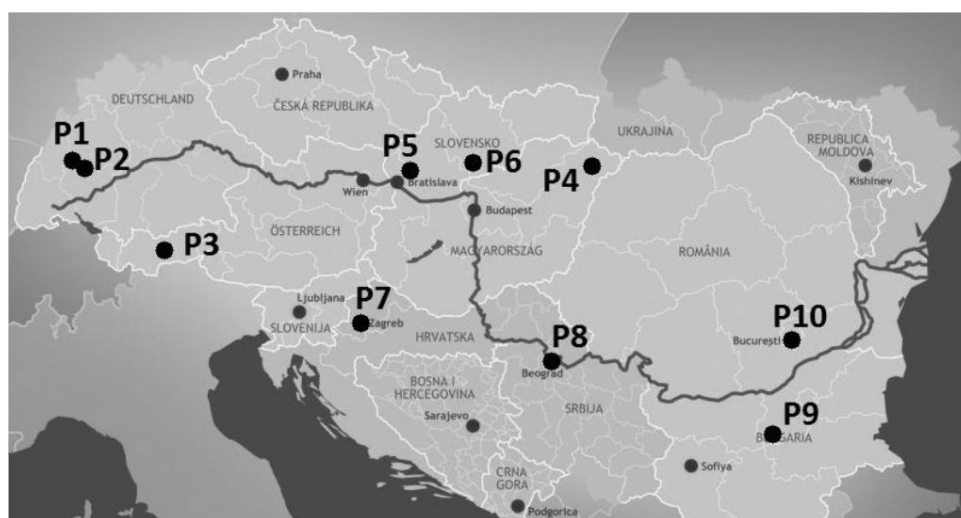 Praha
DEUTSCHLAND
ČESKÁ REPUBLIKA
UKRAJINA
REPUBLICA
MOLDOVA
Kishinev
P1
P2
P5
SLOVENSKO
P6
P4
Wien
Bratislava
Budapest
ÖSTERREICH
MAGYARORSZÁG
ROMÂNIA
P3
Ljubljana
SLOVENIJA
P7
Zagreb
HRVATSKA
P8
Beograd
P10
București
BOSNA I
HERCEGOVINA
Sarajevo
SRBIJA
P9
Sofiya
CRNA
GORA
Podgorica